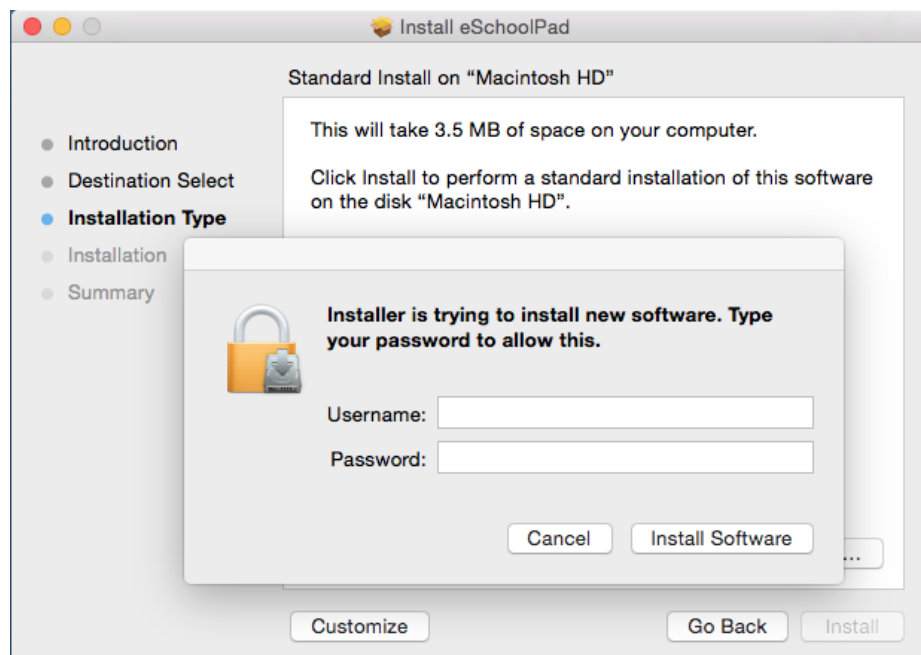 Install eSchoolPad
Standard Install on “Macintosh HD”
Introduction
Destination Select
Installation Type
Installation
Summary
This will take 3.5 MB of space on your computer.
Click Install to perform a standard installation of this software
on the disk “Macintosh HD”.
Installer is trying to install new software. Type
your password to allow this.
Username:
Password:
Cancel
Install Software
...
Customize
Go Back
Install